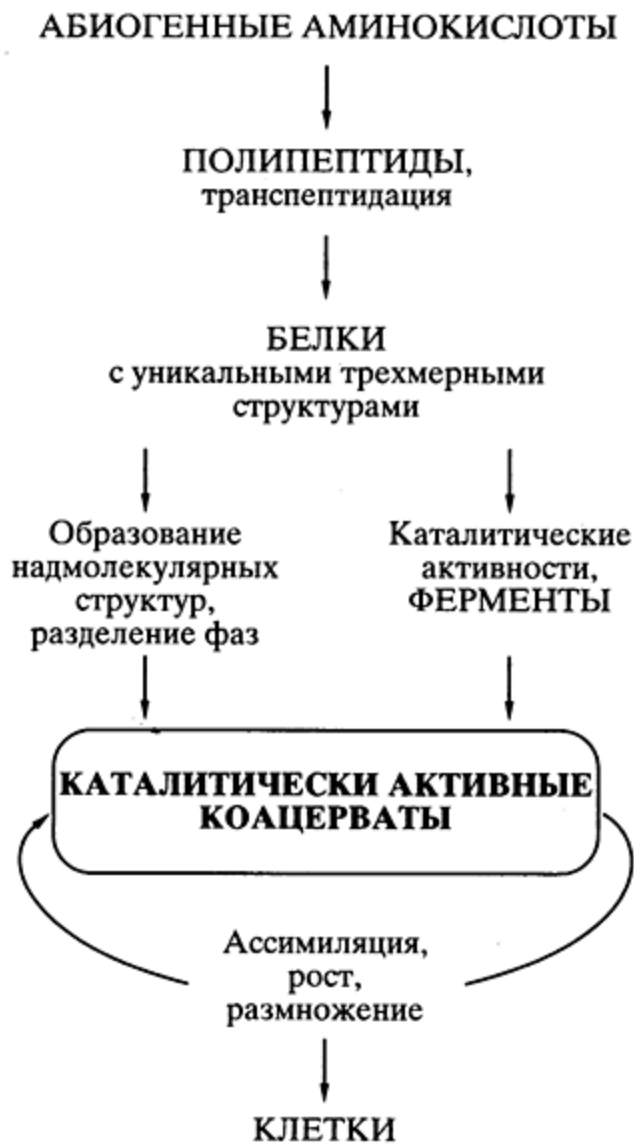 АБИОГЕННЫЕ АМИНОКИСЛОТЫ
ПОЛИПЕПТИДЫ,
транспептидация
БЕЛКИ
с уникальными трехмерными
структурами
Образование
надмолекулярных
структур,
разделение фаз
Каталитические
активности,
ФЕРМЕНТЫ
КАТАЛИТИЧЕСКИ АКТИВНЫЕ
КОАЦЕРВАТЫ
Ассимиляция,
рост,
размножение
КЛЕТКИ